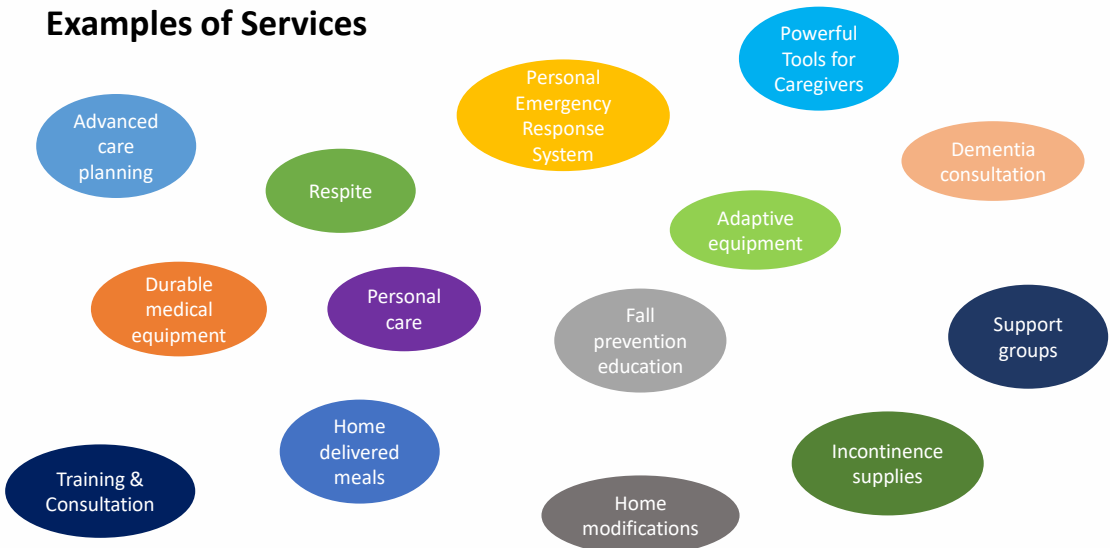 Examples of Services
Powerful
Tools for
Caregivers
Personal
Emergency
Response
System
Advanced
care
planning
Dementia
consultation
Respite
Adaptive
equipment
Durable
medical
equipment
Personal
care
Fall
prevention
education
Support
groups
Home
delivered
meals
Incontinence
supplies
Training &
Consultation
Home
modifications